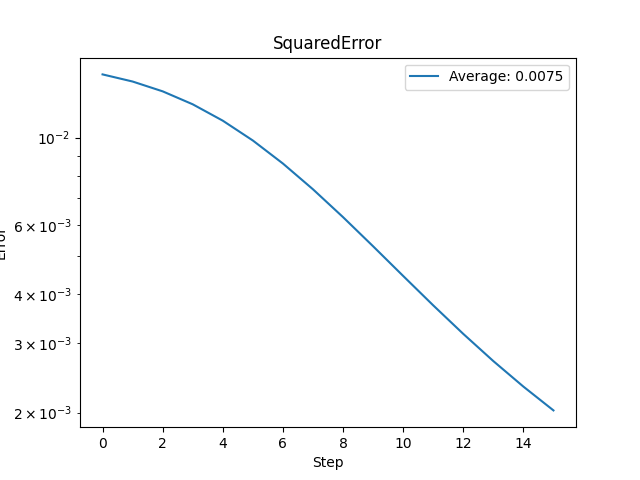 SquaredError
Average: 0.0075
10⁻²
6 × 10⁻³
4 × 10⁻³
3 × 10⁻³
2 × 10⁻³
Error
0 2 4 6 8 10 12 14
Step